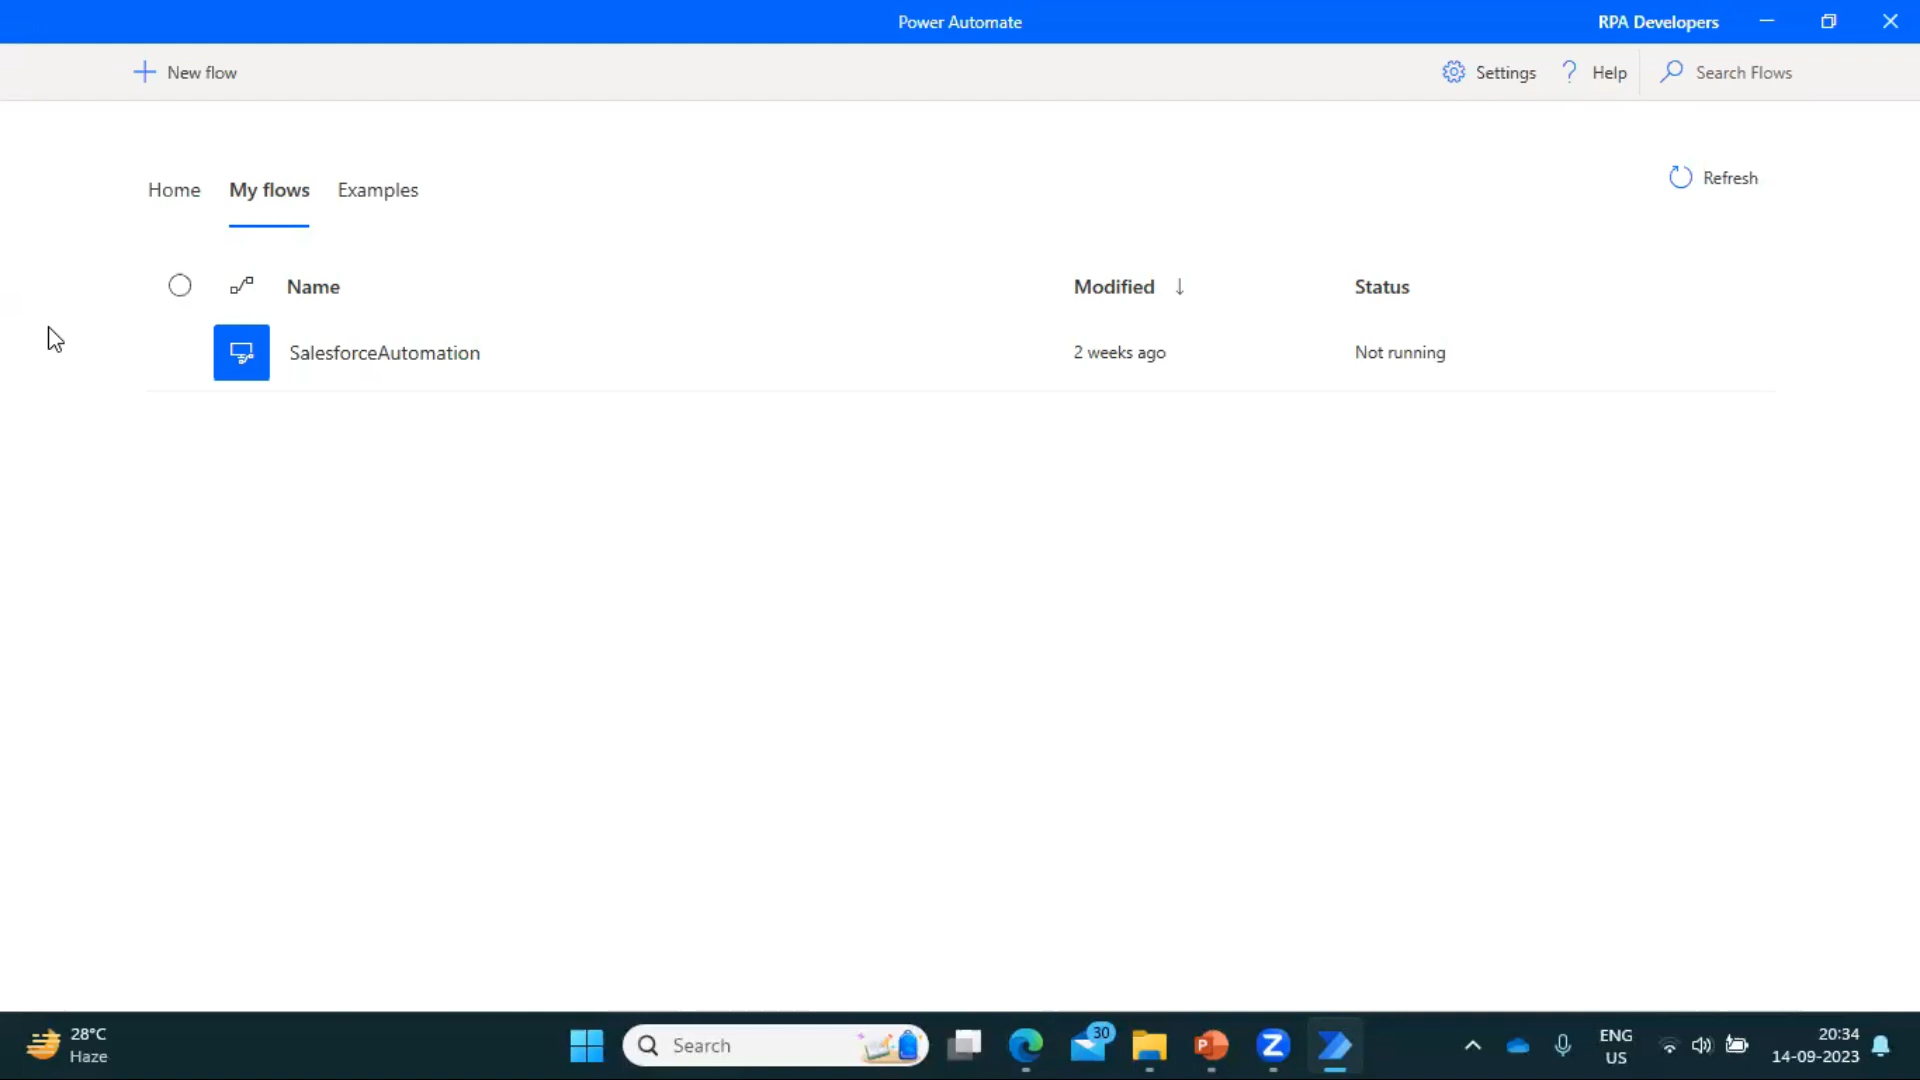 Power Automate
RPA Developers
New flow
Settings
Help
Search Flows
Home
My flows
Examples
Refresh
Name
Modified
Status
SalesforceAutomation
2 weeks ago
Not running
28°C
Haze
Search
30
P
Z
ENG
US
20:34
14-09-2023